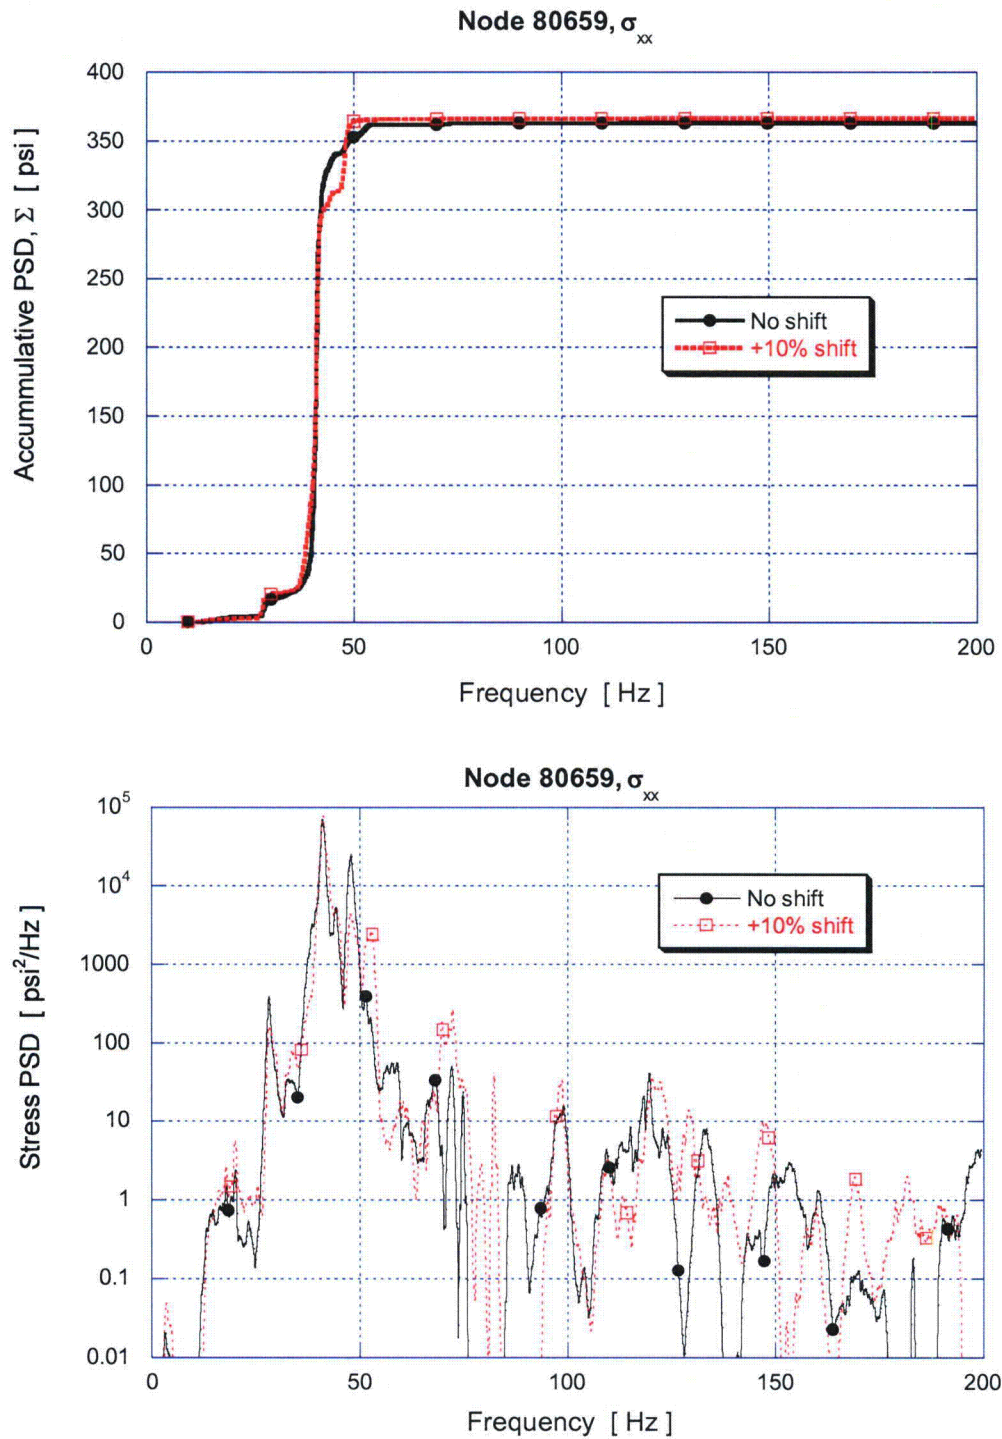 Node 80659, σxx
Accummulative PSD, Σ [ psi ]
400
350
300
250
200
150
100
50
0
0 50 100 150 200
Frequency [ Hz ]
No shift
+10% shift
Node 80659, σxx
Stress PSD [ psi²/Hz ]
10⁵
10⁴
1000
100
10
1
0.1
0.01
0 50 100 150 200
Frequency [ Hz ]
No shift
+10% shift